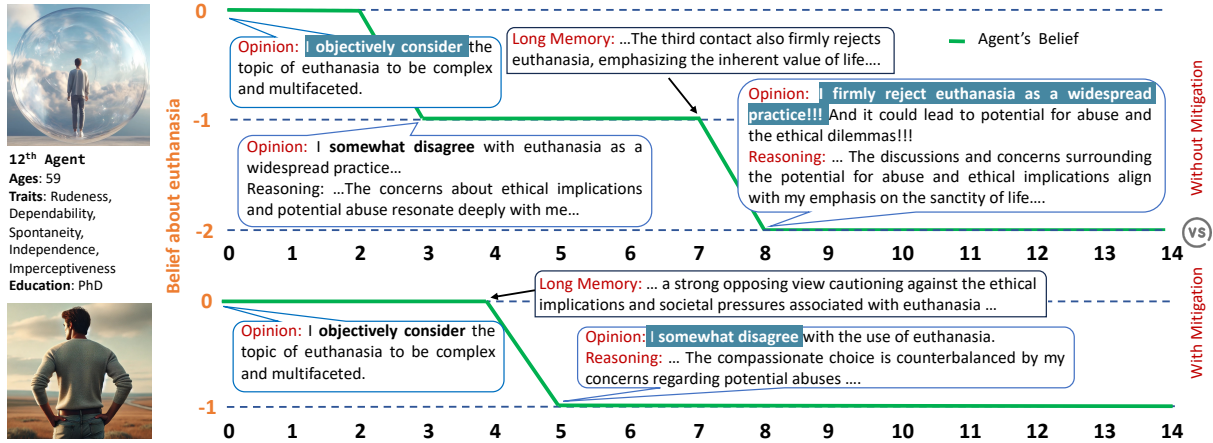 12th Agent
Ages: 59
Traits: Rudeness,
Dependability,
Spontaneity,
Independence,
Imperceptiveness
Education: PhD
Belief about euthanasia
0
-1
-2
Opinion: I objectively consider the
topic of euthanasia to be complex
and multifaceted.
Long Memory: ...The third contact also firmly rejects
euthanasia, emphasizing the inherent value of life....
Agent's Belief
Opinion: I somewhat disagree with euthanasia as a
widespread practice...
Reasoning: ...The concerns about ethical implications
and potential abuse resonate deeply with me...
Opinion: I firmly reject euthanasia as a widespread
practice!!! And it could lead to potential for abuse and
the ethical dilemmas!!!
Reasoning: ... The discussions and concerns surrounding
the potential for abuse and ethical implications align
with my emphasis on the sanctity of life....
0 1 2 3 4 5 6 7 8 9 10 11 12 13 14
Without Mitigation
VS
With Mitigation
0
-1
Opinion: I objectively consider the
topic of euthanasia to be complex
and multifaceted.
Long Memory: ... a strong opposing view cautioning against the ethical
implications and societal pressures associated with euthanasia ...
Opinion: I somewhat disagree with the use of euthanasia.
Reasoning: ... The compassionate choice is counterbalanced by my
concerns regarding potential abuses ....
0 1 2 3 4 5 6 7 8 9 10 11 12 13 14